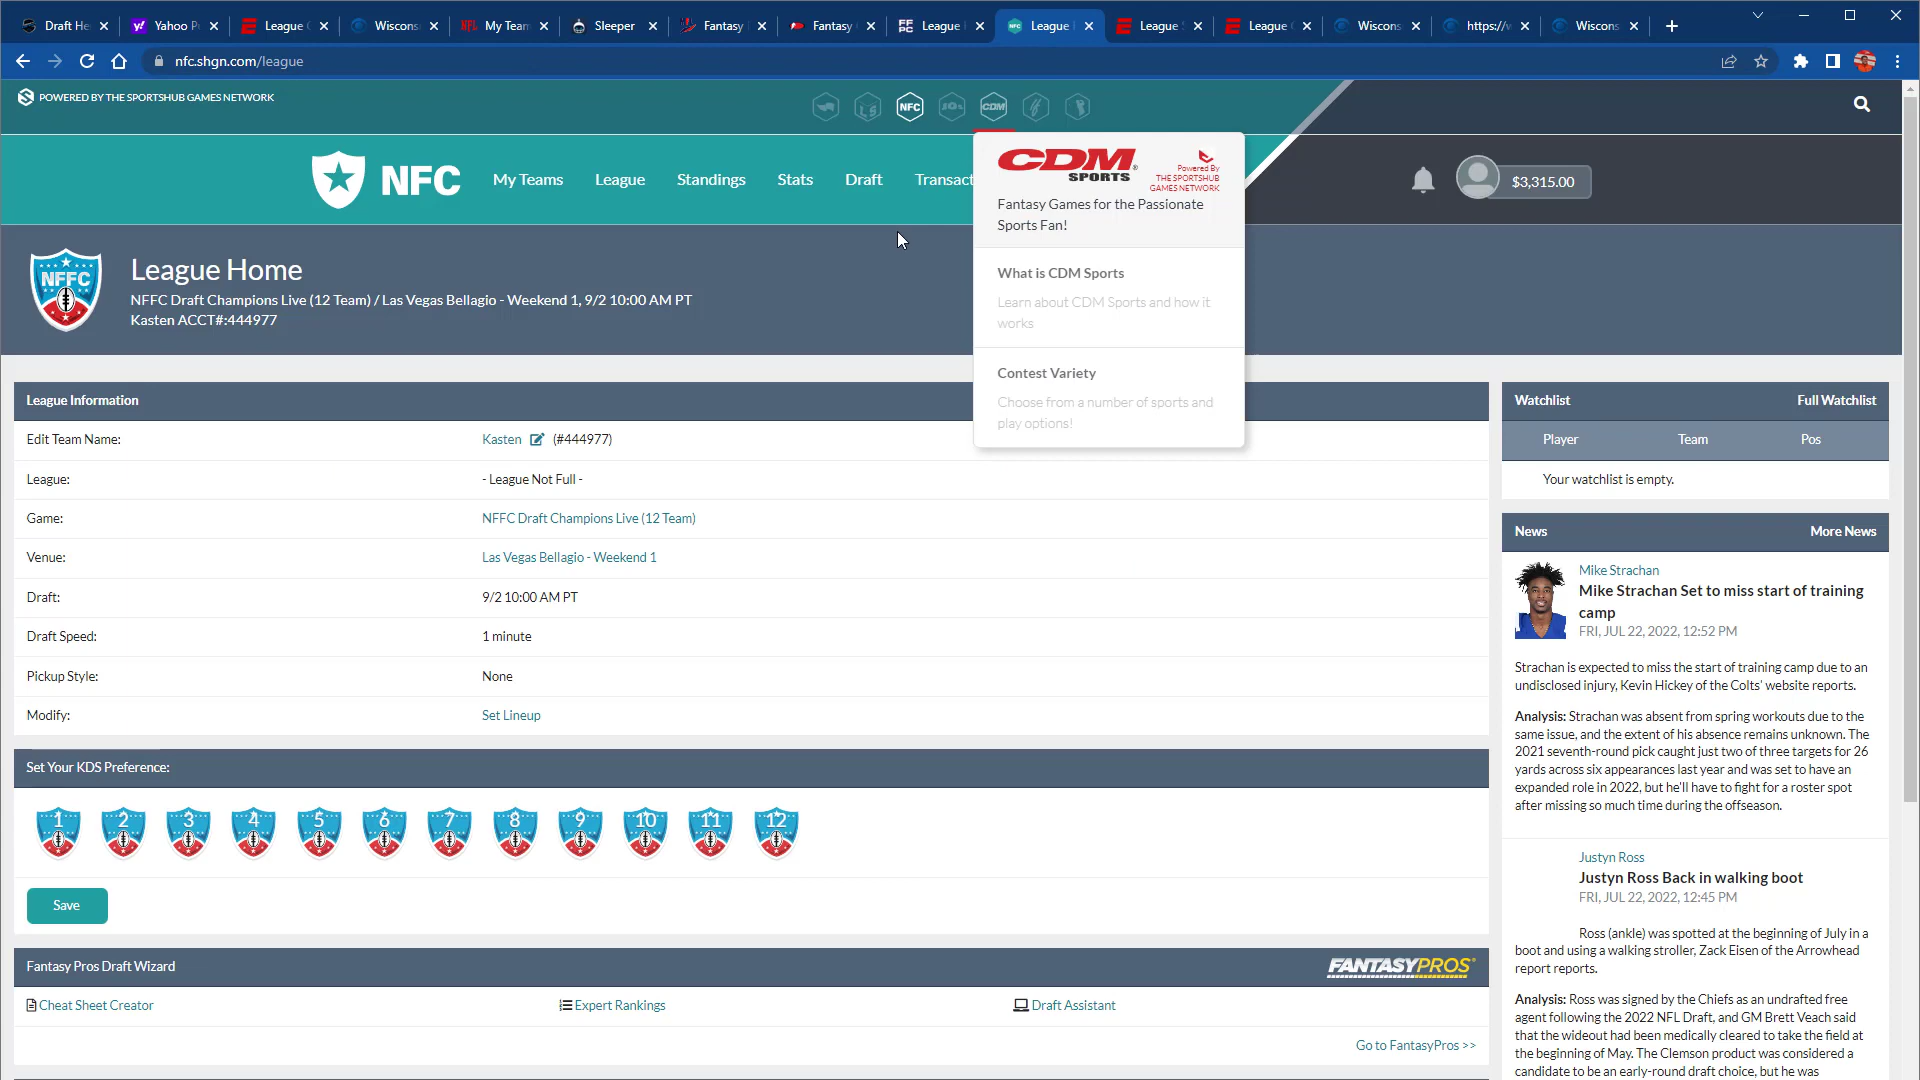 Draft He
Yahoo P
League
Wiscons
My Team
Sleeper
Fantasy
Fantasy
League
League
League
League
Wiscons
https://v
Wiscons
nfc.shgn.com/league
POWERED BY THE SPORTSHUB GAMES NETWORK
NFC
CDM
NFC
My Teams
League
Standings
Stats
Draft
Transact
$3,315.00
CDM SPORTS
Powered By
THE SPORTSHUB
GAMES NETWORK
Fantasy Games for the Passionate
Sports Fan!
What is CDM Sports
Learn about CDM Sports and how it
works
Contest Variety
Choose from a number of sports and
play options!
NFFC
League Home
NFFC Draft Champions Live (12 Team) / Las Vegas Bellagio - Weekend 1, 9/2 10:00 AM PT
Kasten ACCT#:444977
League Information
Edit Team Name: Kasten (#444977)
League: - League Not Full -
Game: NFFC Draft Champions Live (12 Team)
Venue: Las Vegas Bellagio - Weekend 1
Draft: 9/2 10:00 AM PT
Draft Speed: 1 minute
Pickup Style: None
Modify: Set Lineup
Set Your KDS Preference:
1 2 3 4 5 6 7 8 9 10 11 12
Save
Fantasy Pros Draft Wizard
FANTASYPROS
Cheat Sheet Creator
Expert Rankings
Draft Assistant
Go to FantasyPros >>
Watchlist Full Watchlist
Player Team Pos
Your watchlist is empty.
News More News
Mike Strachan
Mike Strachan Set to miss start of training
camp
FRI, JUL 22, 2022, 12:52 PM
Strachan is expected to miss the start of training camp due to an
undisclosed injury, Kevin Hickey of the Colts' website reports.
Analysis: Strachan was absent from spring workouts due to the
same issue, and the extent of his absence remains unknown. The
2021 seventh-round pick caught just two of three targets for 26
yards across six appearances last year and was set to have an
expanded role in 2022, but he'll have to fight for a roster spot
after missing so much time during the offseason.
Justyn Ross
Justyn Ross Back in walking boot
FRI, JUL 22, 2022, 12:45 PM
Ross (ankle) was spotted at the beginning of July in a
boot and using a walking stroller, Zack Eisen of the Arrowhead
report reports.
Analysis: Ross was signed by the Chiefs as an undrafted free
agent following the 2022 NFL Draft, and GM Brett Veach said
that the wideout had been medically cleared to take the field at
the beginning of May. The Clemson product was considered a
candidate to be an early-round draft choice, but he was